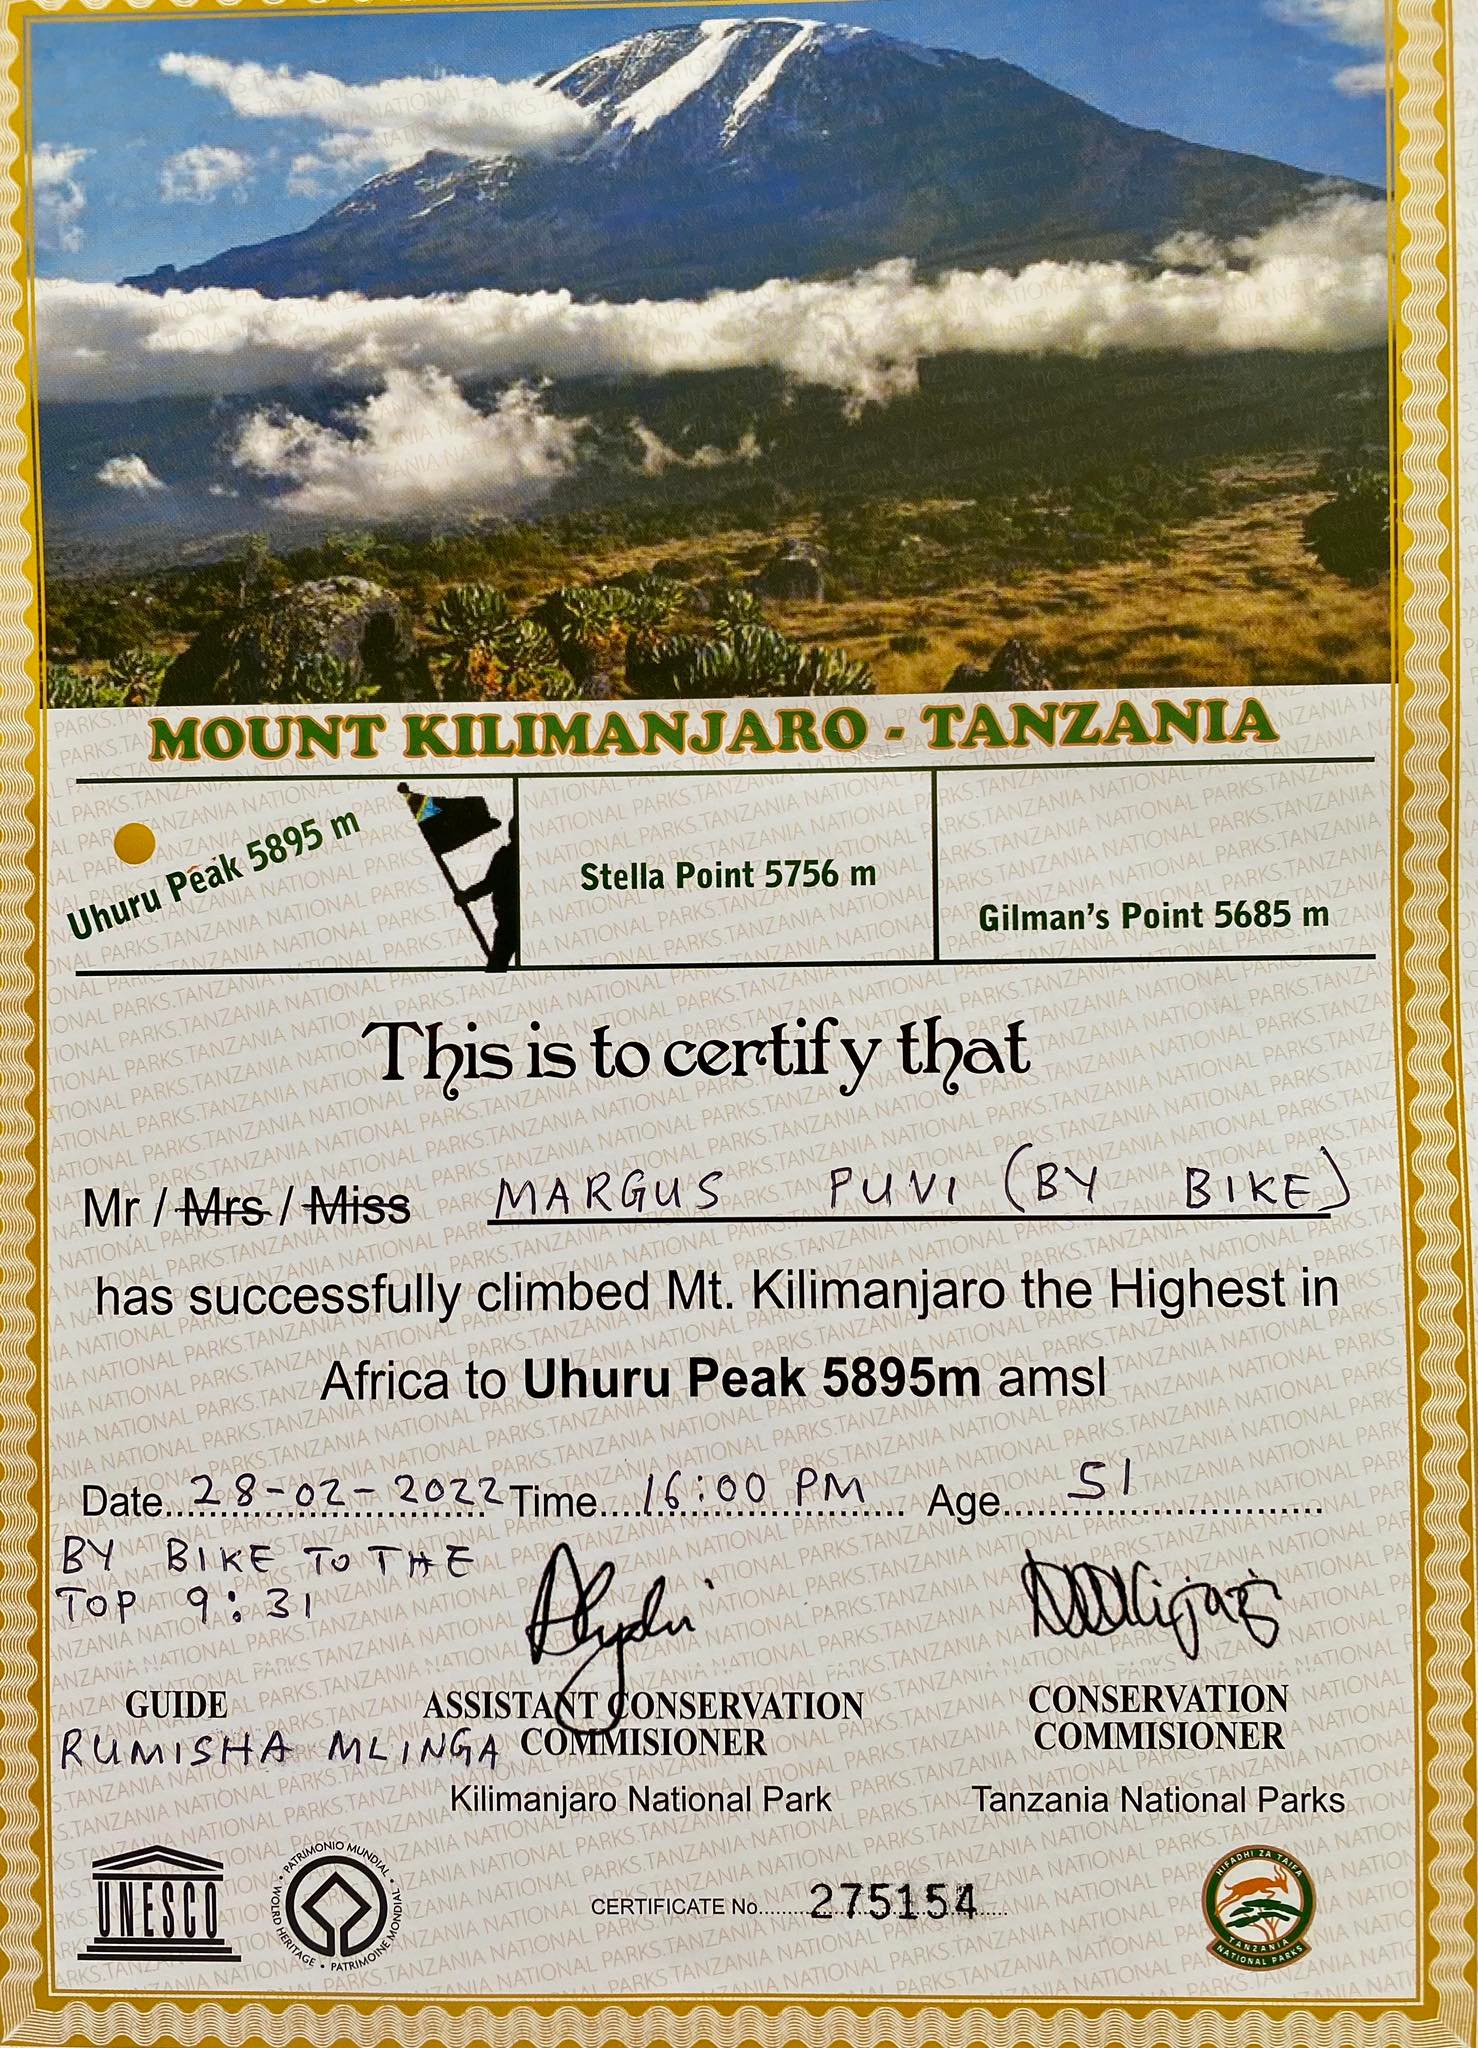 MOUNT KILIMANJARO - TANZANIA
Uhuru Peak 5895 m
Stella Point 5756 m
Gilman's Point 5685 m
This is to certify that
Mr / Mrs / Miss MARGUS PUVI (BY BIKE)
has successfully climbed Mt. Kilimanjaro the Highest in
Africa to Uhuru Peak 5895m amsl
Date...28-02-2022 Time...16:00 PM... Age...51...
BY BIKE TO THE
TOP 9:31
GUIDE
RUMISHA MLINGA
ASSISTANT CONSERVATION
COMMISIONER
Kilimanjaro National Park
CONSERVATION
COMMISIONER
Tanzania National Parks
UNESCO
PATRIMONIO MUNDIAL • WOLRD HERITAGE • PATRIMOINE MONDIAL
CERTIFICATE No...275154...
HIFADHI ZA TAIFA
TANZANIA
NATIONAL PARKS